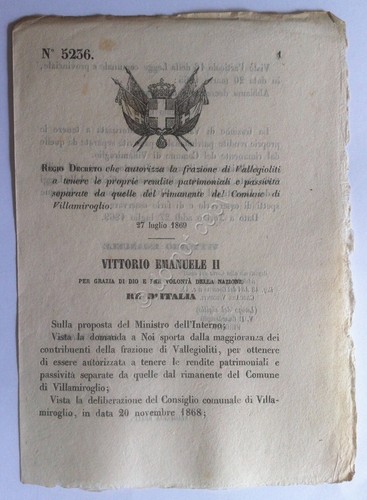 N° 5236.
1
REGIO DECRETO che autorizza la frazione di Vallegioliti
a tenere le proprie rendite patrimoniali e passività
separate da quelle del rimanente del Comune di
Villamiroglio.
27 luglio 1869
VITTORIO EMANUELE II
PER GRAZIA DI DIO E VOLONTÀ DELLA NAZIONE
RE D'ITALIA
Sulla proposta del Ministro dell'Interno;
Vista la domanda a Noi sporta dalla maggioranza dei
contribuenti della frazione di Vallegioliti, per ottenere
di essere autorizzata a tenere le rendite patrimoniali e
passività separate da quelle dal rimanente del Comune
di Villamiroglio;
Vista la deliberazione del Consiglio comunale di Villa-
miroglio, in data 20 novembre 1868;